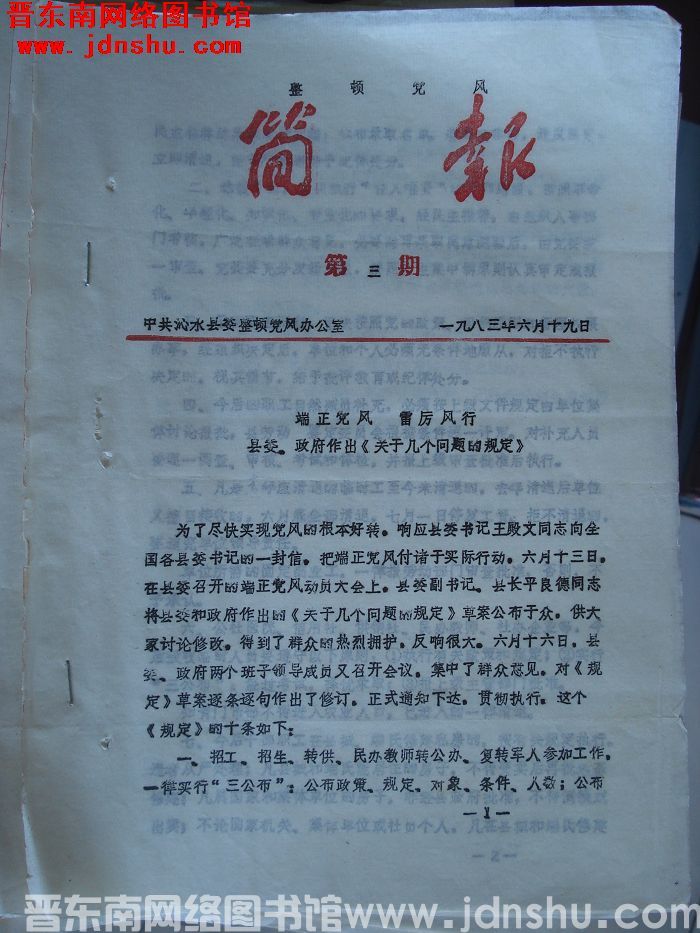 晋东南网络图书馆
www.jdnshu.com
整顿党风
简报
第三期
中共沁水县委整顿党风办公室 一九八三年六月十九日
端正党风 雷厉风行
县委、政府作出《关于几个问题的规定》
为了尽快实现党风的根本好转。响应县委书记王殿文同志向全
国各县委书记的一封信。把端正党风付诸于实际行动。六月十三日。
在县委召开的端正党风动员大会上。县委副书记、县长平良德同志
将县委和政府作出的《关于几个问题的规定》草案公布于众，供大
家讨论修改。得到了群众的热烈拥护，反响很大。六月十六日，县
委、政府两个班子领导成员又召开会议。集中了群众意见。对《规
定》草案逐条逐句作出了修订。正式通知下达。贯彻执行。这个
《规定》的十条如下：
一、招工、招生、转供、民办教师转公办、复转军人参加工作，
一律实行“三公布”：公布政策、规定、对象、条件、人数；公布
—1—
—2—
晋东南网络图书馆www.jdnshu.com